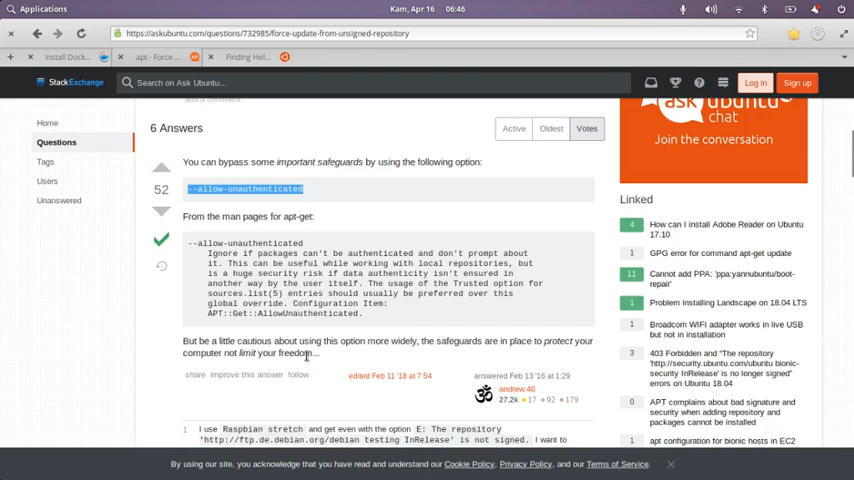 Applications
Kam, Apr 16 06:46
https://askubuntu.com/questions/732985/force-update-from-unsigned-repository
Install Dock...
apt - Force ...
Finding Hel...
StackExchange
Search on Ask Ubuntu...
Log in
Sign up
add a comment
Home
Questions
Tags
Users
Unanswered
6 Answers
Active
Oldest
Votes
You can bypass some important safeguards by using the following option:
52
--allow-unauthenticated
From the man pages for apt-get:
--allow-unauthenticated
Ignore if packages can't be authenticated and don't prompt about
it. This can be useful while working with local repositories, but
is a huge security risk if data authenticity isn't ensured in
another way by the user itself. The usage of the Trusted option for
sources.list(5) entries should usually be preferred over this
global override. Configuration Item:
APT::Get::AllowUnauthenticated.
But be a little cautious about using this option more widely, the safeguards are in place to protect your
computer not limit your freedom...
share improve this answer follow
edited Feb 11 '18 at 7:54
answered Feb 13 '16 at 1:29
andrew.46
27.2k 17 92 179
1 I use Raspbian stretch and get even with the option E: The repository
'http://ftp.de.debian.org/debian testing InRelease' is not signed. I want to
ask ubuntu
chat
Join the conversation
Linked
4 How can I install Adobe Reader on Ubuntu
17.10
1 GPG error for command apt-get update
11 Cannot add PPA: 'ppa:yannubuntu/boot-
repair'
1 Problem installing Landscape on 18.04 LTS
1 Broadcom WIFI adapter works in live USB
but not in installation
3 403 Forbidden and "The repository
'http://security.ubuntu.com/ubuntu bionic-
security InRelease' is no longer signed"
errors on Ubuntu 18.04
0 APT complains about bad signature and
security when adding repository and
packages cannot be installed
1 apt configuration for bionic hosts in EC2
By using our site, you acknowledge that you have read and understand our Cookie Policy, Privacy Policy, and our Terms of Service.